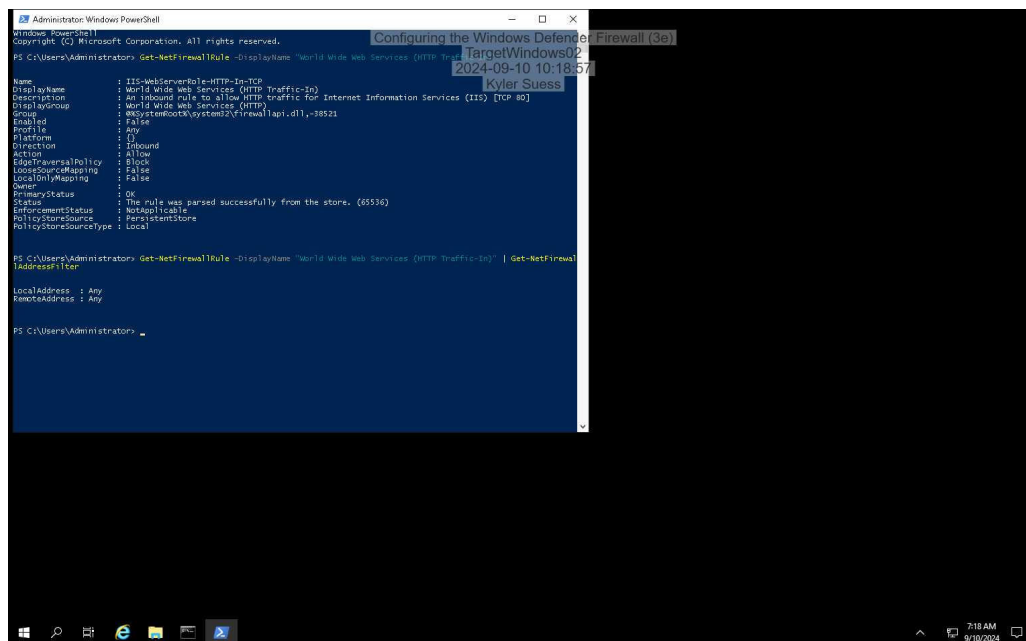 Administrator: Windows PowerShell
Windows PowerShell
Copyright (C) Microsoft Corporation. All rights reserved.
Configuring the Windows Defender Firewall (3e)
TargetWindows02
2024-09-10 10:18:57
Kyler Suess
PS C:\Users\Administrator> Get-NetFirewallRule -DisplayName "World Wide Web Services (HTTP
Name : IIS-WebServerRole-HTTP-In-TCP
DisplayName : World Wide Web Services (HTTP Traffic-In)
Description : An inbound rule to allow HTTP traffic for Internet Information Services (IIS) [TCP 80]
DisplayGroup : World Wide Web Services (HTTP)
Group : @%SystemRoot%\system32\firewallapi.dll,-38521
Enabled : False
Profile : Any
Platform : {}
Direction : Inbound
Action : Allow
EdgeTraversalPolicy : Block
LooseSourceMapping : False
LocalOnlyMapping : False
Owner :
PrimaryStatus : OK
Status : The rule was parsed successfully from the store. (65536)
EnforcementStatus : NotApplicable
PolicyStoreSource : PersistentStore
PolicyStoreSourceType : Local
PS C:\Users\Administrator> Get-NetFirewallRule -DisplayName "World Wide Web Services (HTTP Traffic-In)" | Get-NetFirewal
lAddressFilter
LocalAddress : Any
RemoteAddress : Any
PS C:\Users\Administrator> _
7:18 AM
9/10/2024